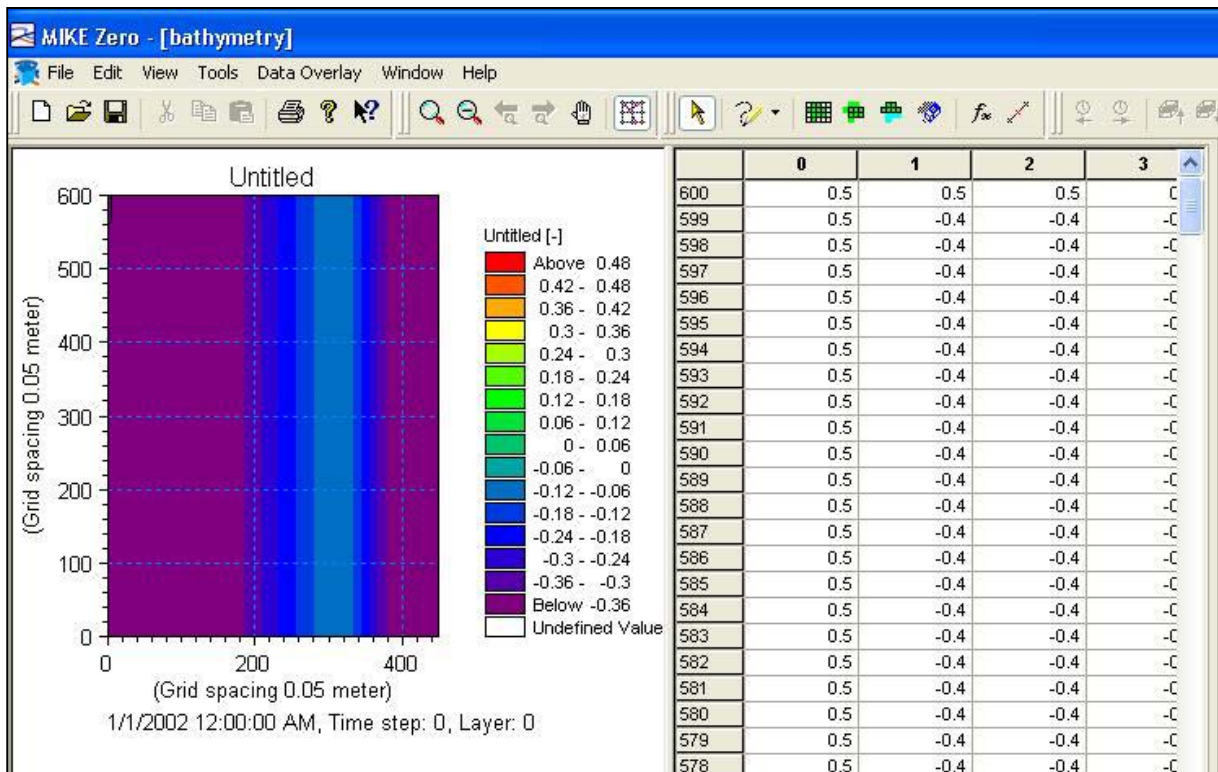 MIKE Zero - [bathymetry]
File Edit View Tools Data Overlay Window Help
Untitled
600
500
400
300
200
100
0
(Grid spacing 0.05 meter)
0 200 400
(Grid spacing 0.05 meter)
1/1/2002 12:00:00 AM, Time step: 0, Layer: 0
Untitled [-]
Above 0.48
0.42 - 0.48
0.36 - 0.42
0.3 - 0.36
0.24 - 0.3
0.18 - 0.24
0.12 - 0.18
0.06 - 0.12
0 - 0.06
-0.06 - 0
-0.12 - -0.06
-0.18 - -0.12
-0.24 - -0.18
-0.3 - -0.24
-0.36 - -0.3
Below -0.36
Undefined Value
0 1 2 3
600 0.5 0.5 0.5
599 0.5 -0.4 -0.4
598 0.5 -0.4 -0.4
597 0.5 -0.4 -0.4
596 0.5 -0.4 -0.4
595 0.5 -0.4 -0.4
594 0.5 -0.4 -0.4
593 0.5 -0.4 -0.4
592 0.5 -0.4 -0.4
591 0.5 -0.4 -0.4
590 0.5 -0.4 -0.4
589 0.5 -0.4 -0.4
588 0.5 -0.4 -0.4
587 0.5 -0.4 -0.4
586 0.5 -0.4 -0.4
585 0.5 -0.4 -0.4
584 0.5 -0.4 -0.4
583 0.5 -0.4 -0.4
582 0.5 -0.4 -0.4
581 0.5 -0.4 -0.4
580 0.5 -0.4 -0.4
579 0.5 -0.4 -0.4
578 0.5 -0.4 -0.4